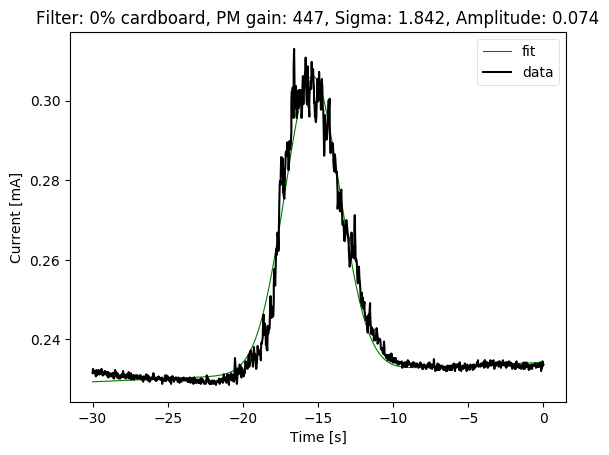 Filter: 0% cardboard, PM gain: 447, Sigma: 1.842, Amplitude: 0.074
fit
data
0.30
0.28
0.26
0.24
Current [mA]
−30
−25
−20
−15
−10
−5
0
Time [s]